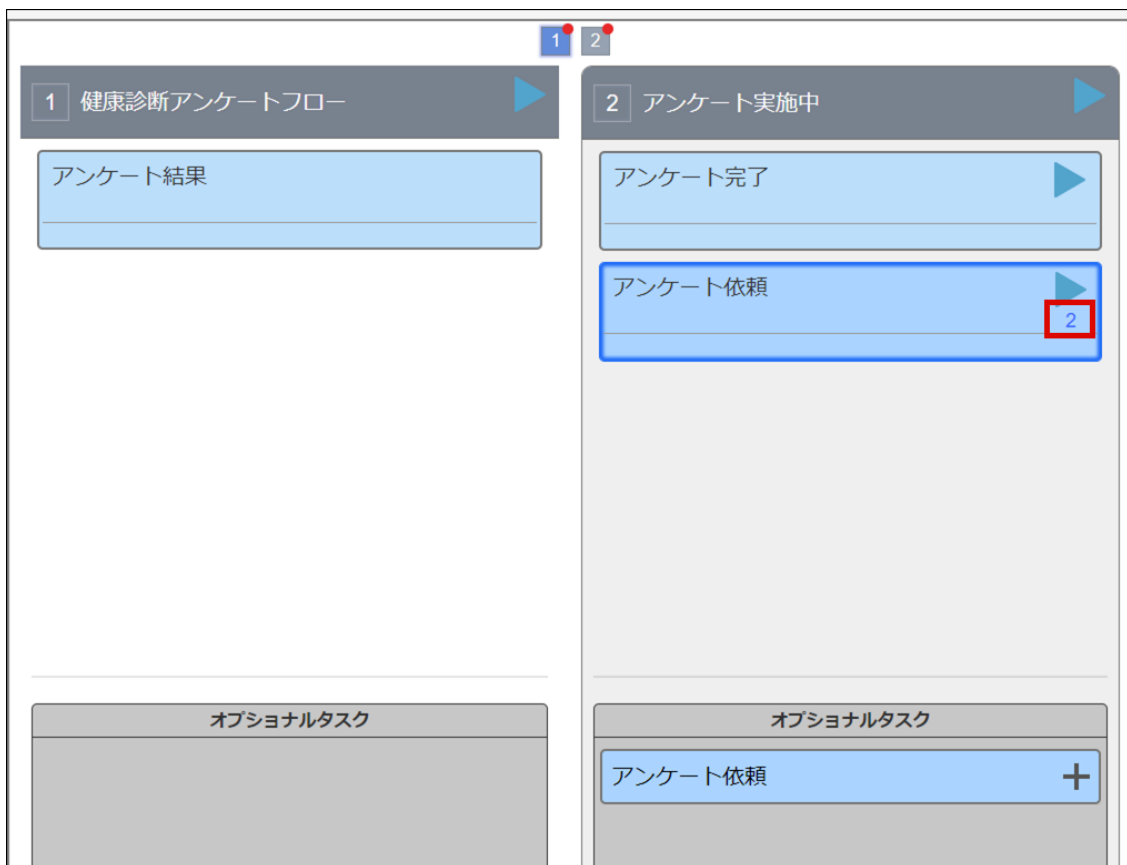 1 2
1 健康診断アンケートフロー
アンケート結果
オプショナルタスク
2 アンケート実施中
アンケート完了
アンケート依頼
2
オプショナルタスク
アンケート依頼 +